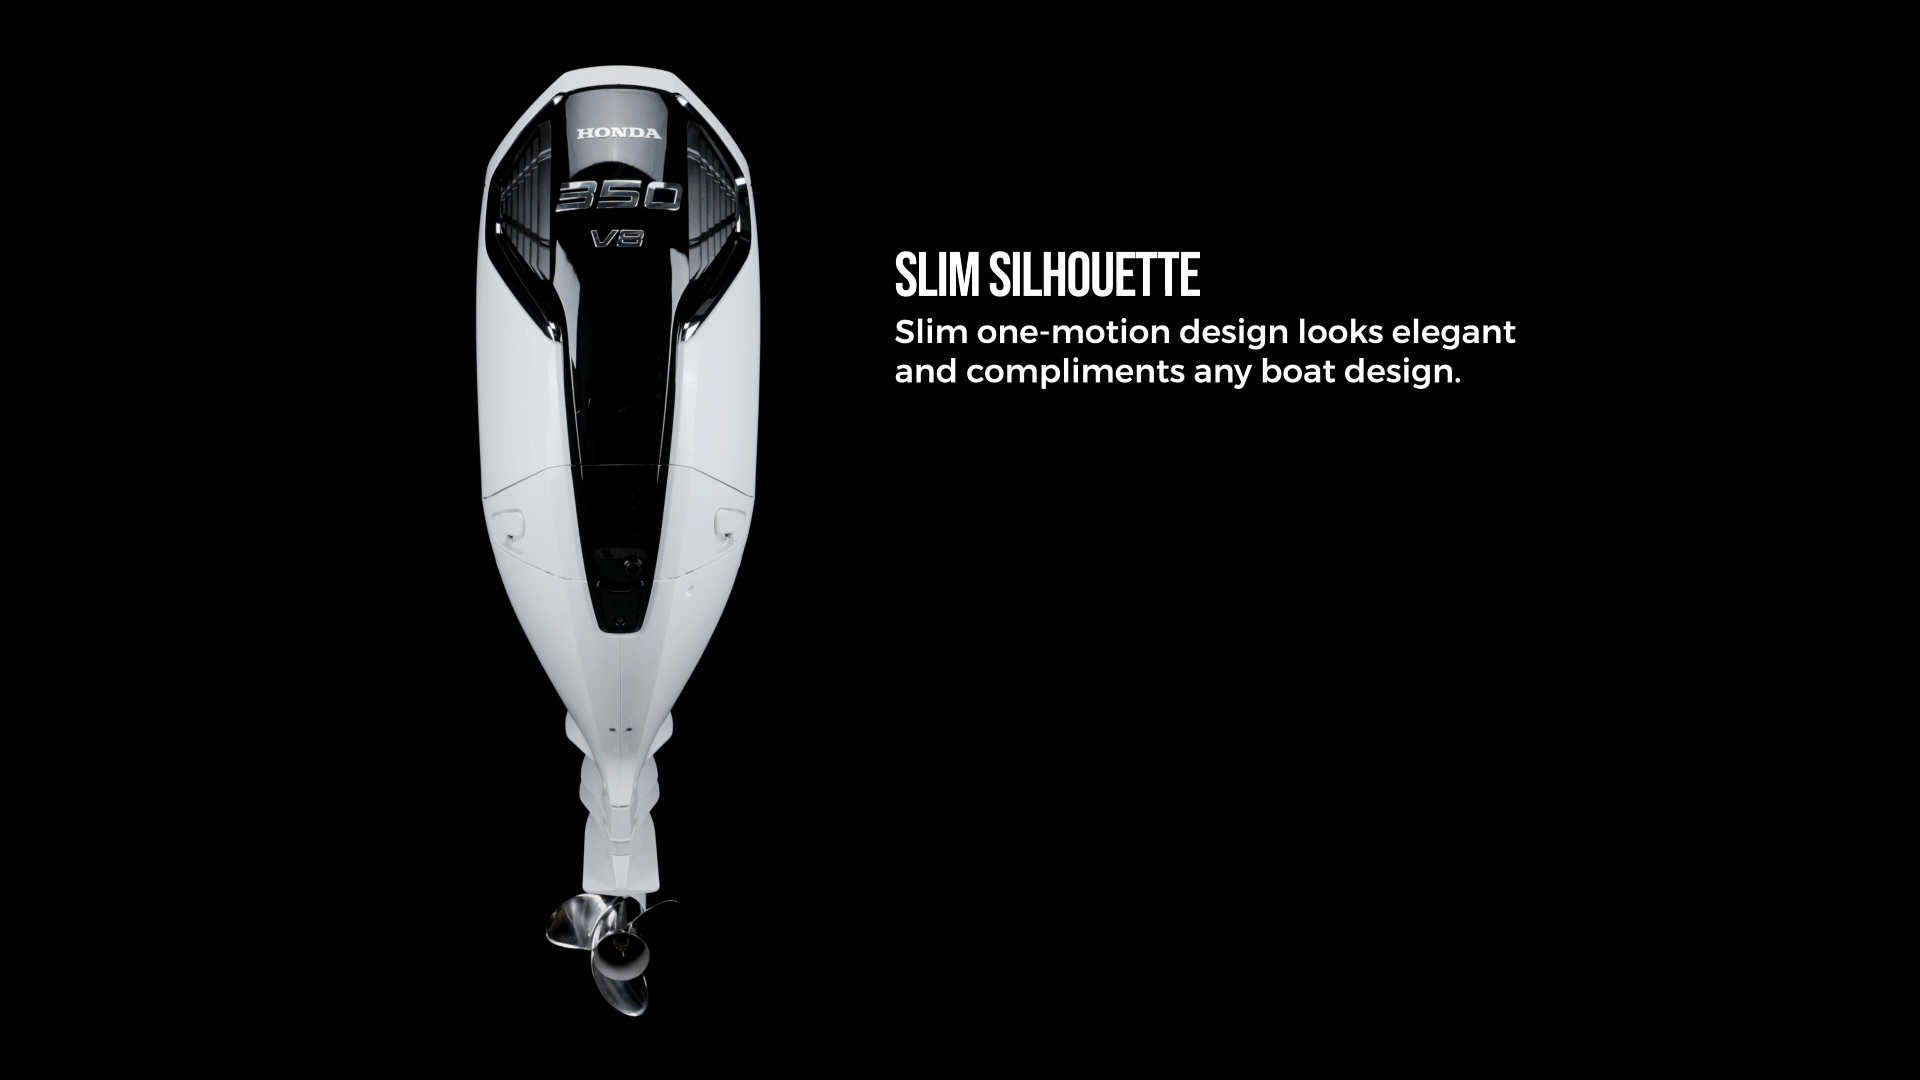 HONDA
350
V8
SLIM SILHOUETTE
Slim one-motion design looks elegant
and compliments any boat design.